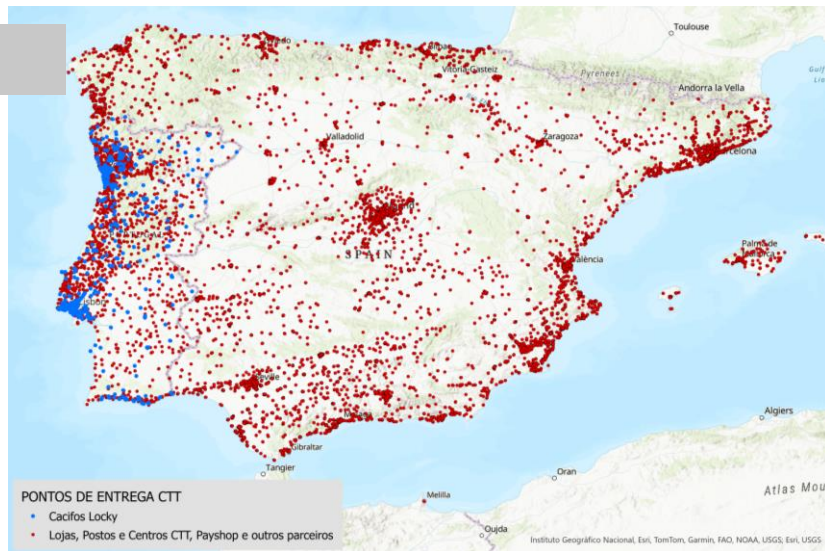 Toulouse
Vitoria-Gasteiz
Pyrenees
Andorra la Vella
Valladolid
Zaragoza
SPAIN
València
Palma de
Gibraltar
Tangier
Algiers
Oran
Melilla
Atlas Mou
Oujda
PONTOS DE ENTREGA CTT
Cacifos Locky
Lojas, Postos e Centros CTT, Payshop e outros parceiros
Instituto Geográfico Nacional, Esri, TomTom, Garmin, FAO, NOAA, USGS; Esri, USGS